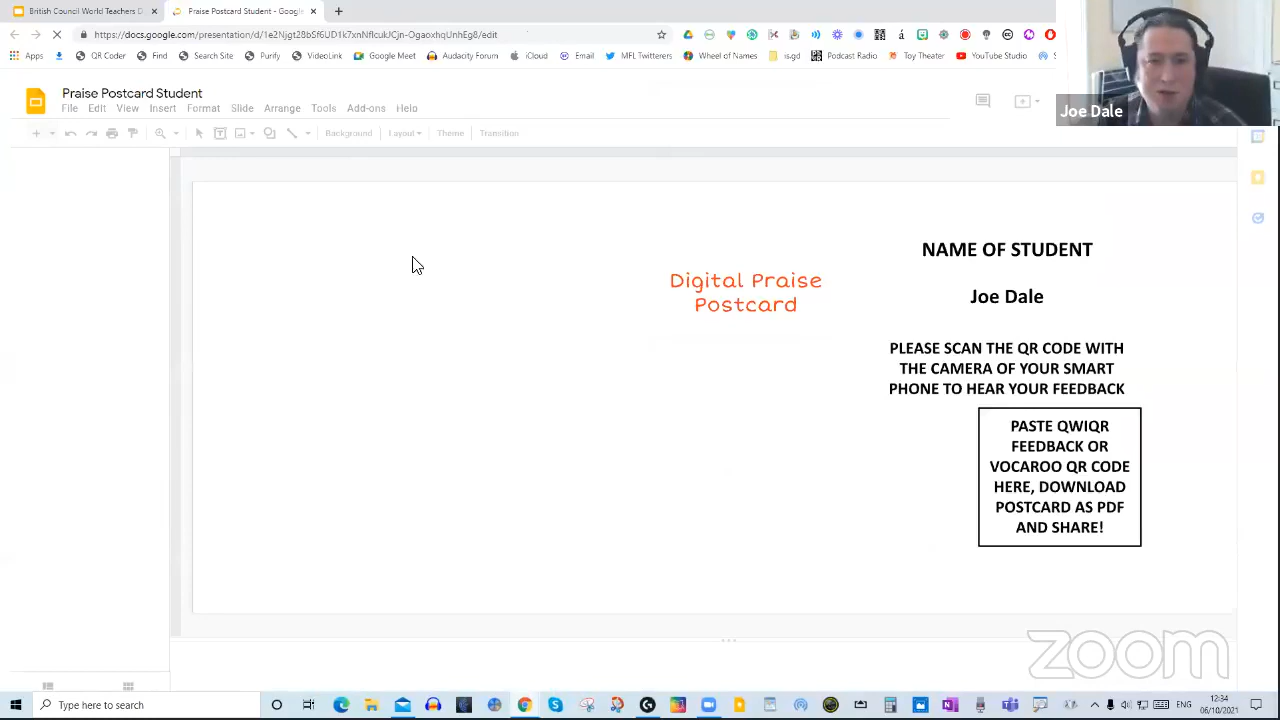 British Council World Teachers D
Praise Postcard Student - Google
https://docs.google.com/presentation/d/
/edit
Apps
QR Coder
Find
Search Site
Gurify
VideoLink
Google Meet
Audacity Forum
iCloud
Email
MFL Twitterers
Wheel of Names
is.gd
Podcast Radio
Toy Theater
YouTube Studio
Praise Postcard Student
File Edit View Insert Format Slide Arrange Tools Add-ons Help
Background Layout Theme Transition
Joe Dale
Digital Praise
Postcard
NAME OF STUDENT
Joe Dale
PLEASE SCAN THE QR CODE WITH
THE CAMERA OF YOUR SMART
PHONE TO HEAR YOUR FEEDBACK
PASTE QWIQR
FEEDBACK OR
VOCAROO QR CODE
HERE, DOWNLOAD
POSTCARD AS PDF
AND SHARE!
zoom
Type here to search
ENG
12:34
06/10/2021